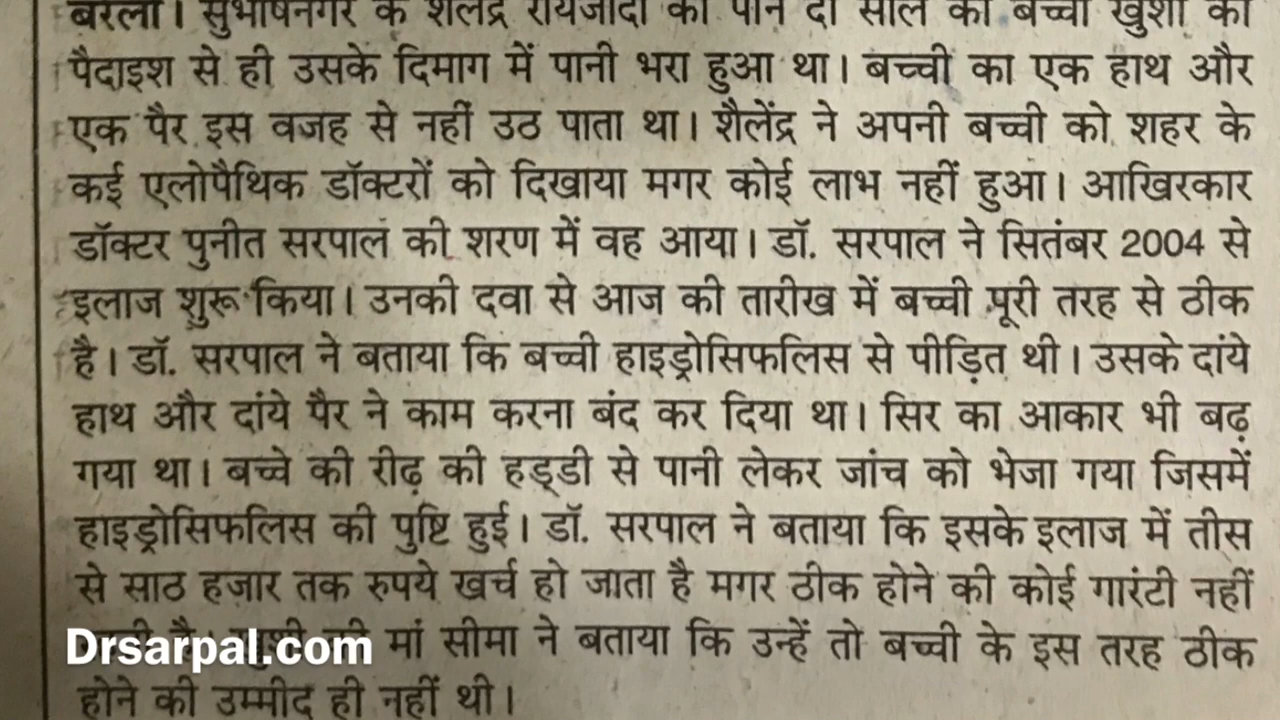 बरेली। सुभाषनगर के शैलेंद्र रायजादा की पौने दो साल की बच्ची खुशी की
पैदाइश से ही उसके दिमाग में पानी भरा हुआ था। बच्ची का एक हाथ और
एक पैर इस वजह से नहीं उठ पाता था। शैलेंद्र ने अपनी बच्ची को शहर के
कई एलोपैथिक डॉक्टरों को दिखाया मगर कोई लाभ नहीं हुआ। आखिरकार
डॉक्टर पुनीत सरपाल की शरण में वह आया। डॉ. सरपाल ने सितंबर 2004 से
इलाज शुरू किया। उनकी दवा से आज की तारीख में बच्ची पूरी तरह से ठीक
है। डॉ. सरपाल ने बताया कि बच्ची हाइड्रोसिफलिस से पीड़ित थी। उसके दांये
हाथ और दांये पैर ने काम करना बंद कर दिया था। सिर का आकार भी बढ़
गया था। बच्चे की रीढ़ की हड्डी से पानी लेकर जांच को भेजा गया जिसमें
हाइड्रोसिफलिस की पुष्टि हुई। डॉ. सरपाल ने बताया कि इसके इलाज में तीस
से साठ हजार तक रुपये खर्च हो जाता है मगर ठीक होने की कोई गारंटी नहीं
मां सीमा ने बताया कि उन्हें तो बच्ची के इस तरह ठीक
होने की उम्मीद ही नहीं थी।
Drsarpal.com